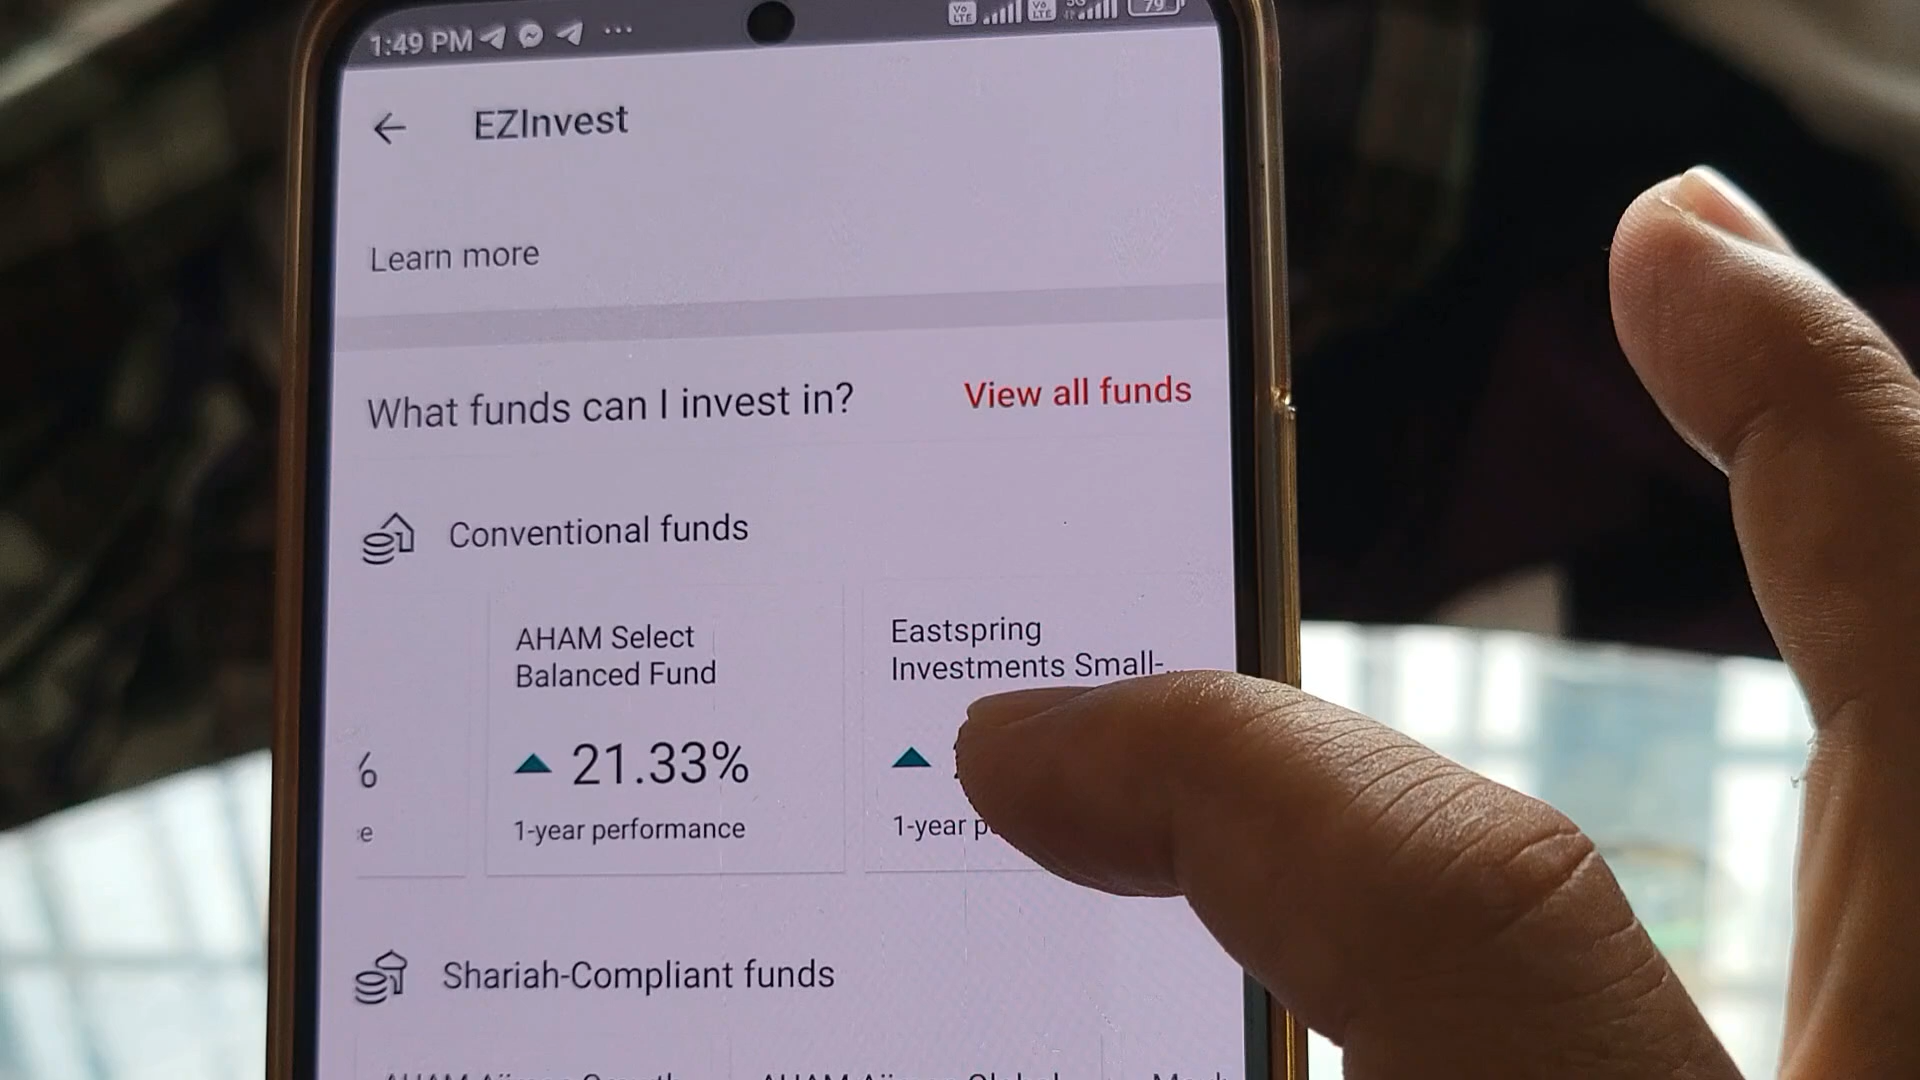 1:49 PM
79
EZInvest
Learn more
What funds can I invest in?
View all funds
Conventional funds
AHAM Select
Balanced Fund
21.33%
1-year performance
Eastspring
Investments Small-...
1-year
Shariah-Compliant funds